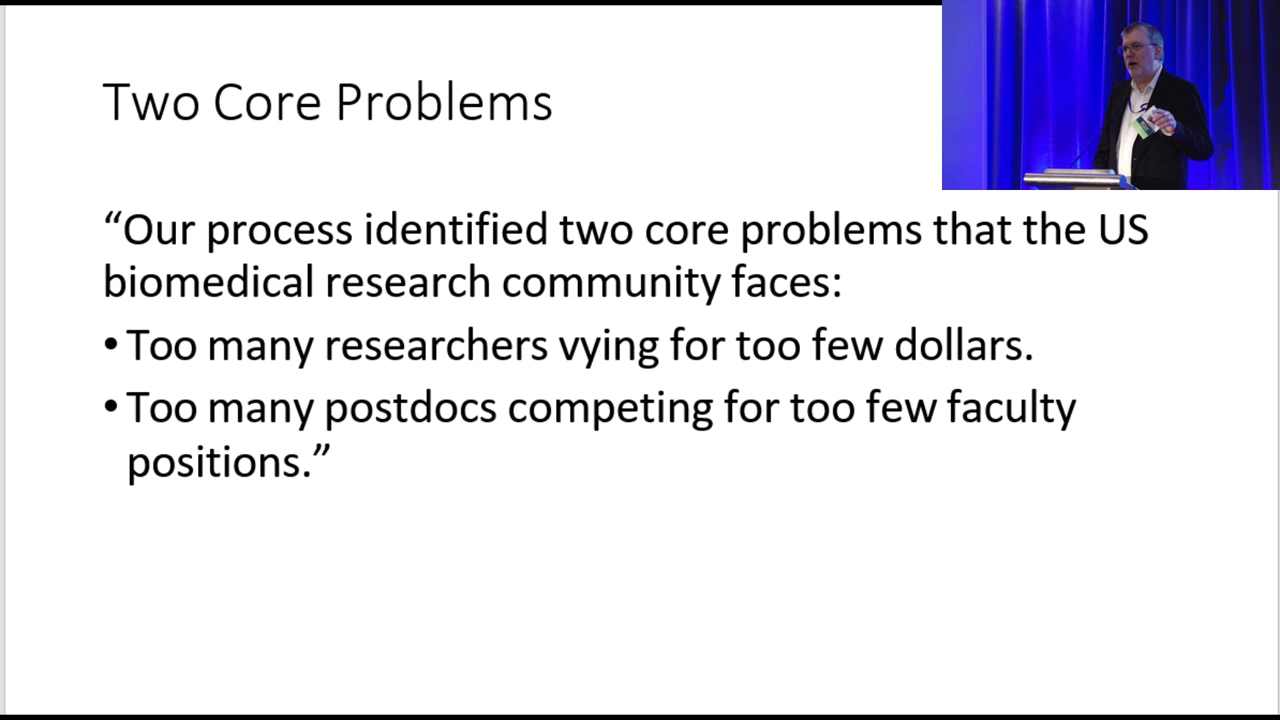 Two Core Problems
“Our process identified two core problems that the US
biomedical research community faces:
• Too many researchers vying for too few dollars.
• Too many postdocs competing for too few faculty
positions.”